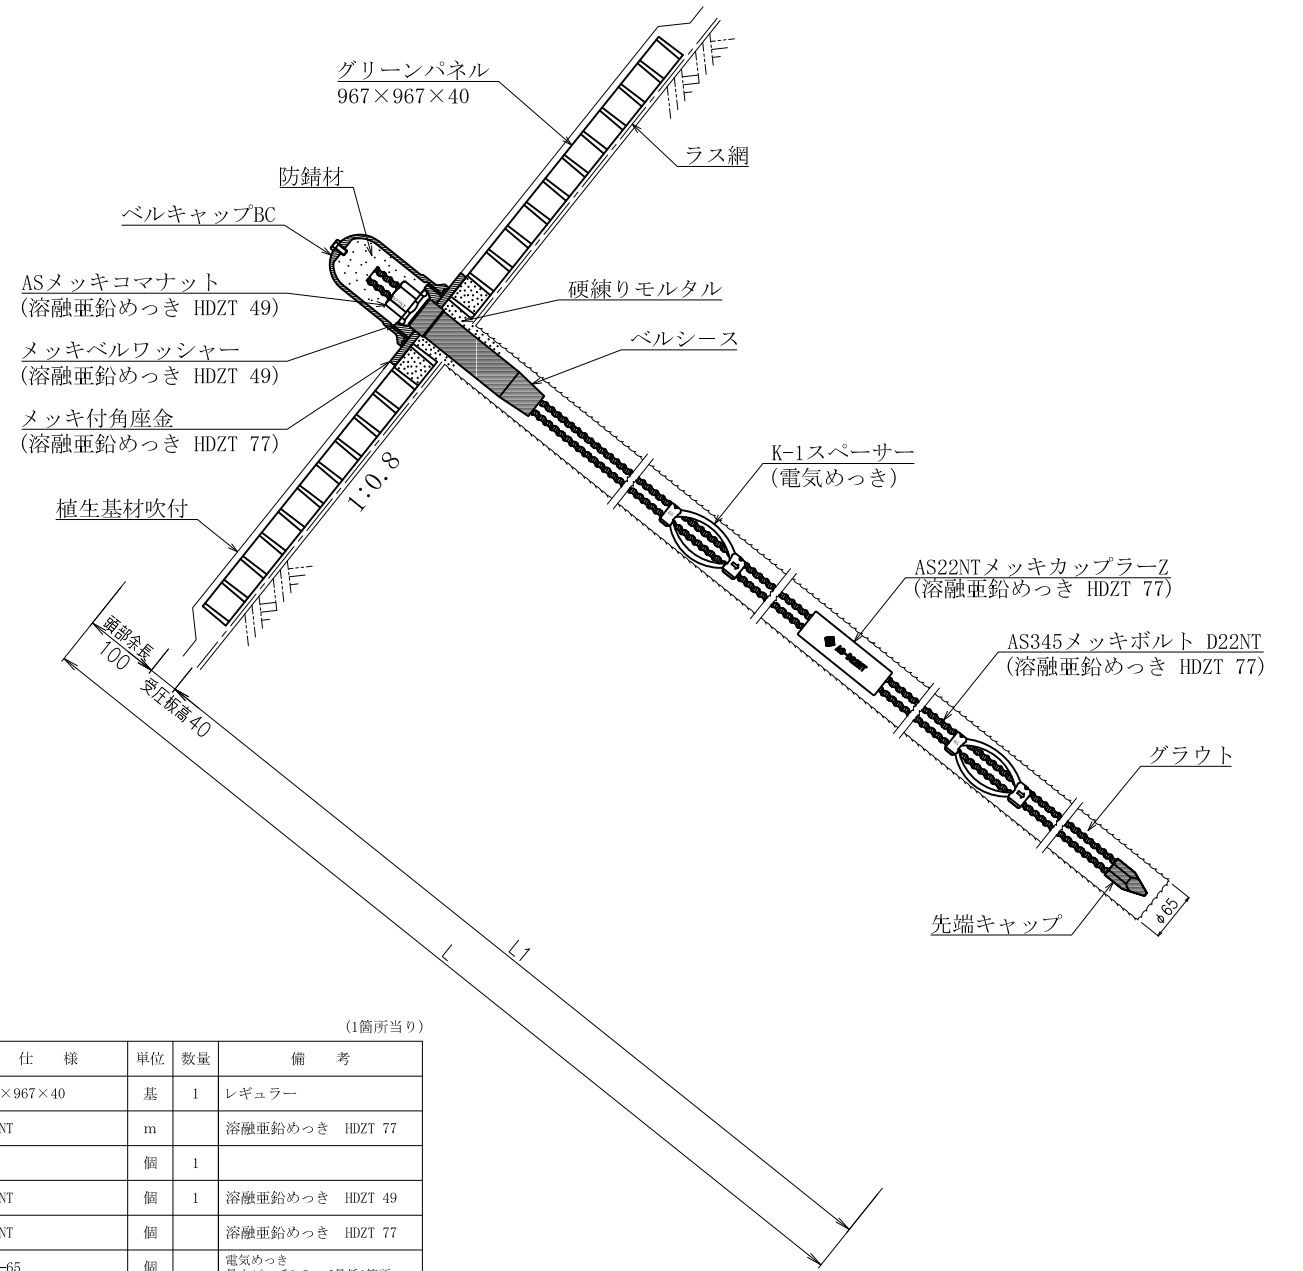 グリーンパネル
967×967×40
ラス網
防錆材
ベルキャップBC
ASメッキコマナット
(溶融亜鉛めっき HDZT 49)
硬練りモルタル
ベルシース
メッキベルワッシャー
(溶融亜鉛めっき HDZT 49)
メッキ付角座金
(溶融亜鉛めっき HDZT 77)
1:0.8
K-1スペーサー
(電気めっき)
植生基材吹付
AS22NTメッキカップラーZ
(溶融亜鉛めっき HDZT 77)
AS345メッキボルト D22NT
(溶融亜鉛めっき HDZT 77)
頭部余長
100
受圧板高40
グラウト
先端キャップ
φ65
L
L1
(1箇所当り)
仕 様 単位 数量 備 考
×967×40 基 1 レギュラー
NT m 溶融亜鉛めっき HDZT 77
個 1
NT 個 1 溶融亜鉛めっき HDZT 49
NT 個 溶融亜鉛めっき HDZT 77
-65 個 電気めっき